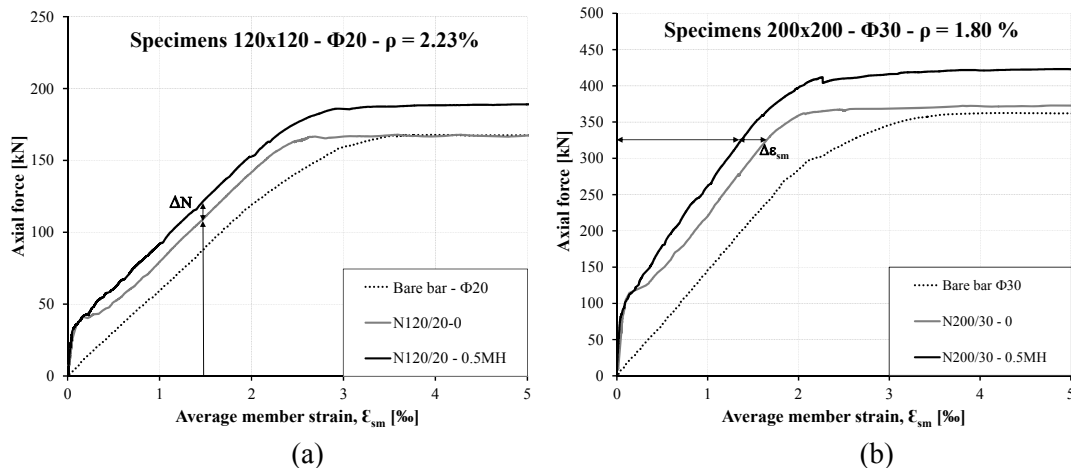 (a)
Specimens 120x120 - Φ20 - ρ = 2.23%
Axial force [kN]
250
200
150
100
50
0
ΔN
Bare bar - Φ20
N120/20-0
N120/20 - 0.5MH
0 1 2 3 4 5
Average member strain, Ɛsm [‰]
(a)
(b)
Specimens 200x200 - Φ30 - ρ = 1.80 %
Axial force [kN]
500
450
400
350
300
250
200
150
100
50
0
Δεsm
Bare bar Φ30
N200/30 - 0
N200/30 - 0.5MH
0 1 2 3 4 5
Average member strain, Ɛsm [‰]
(b)